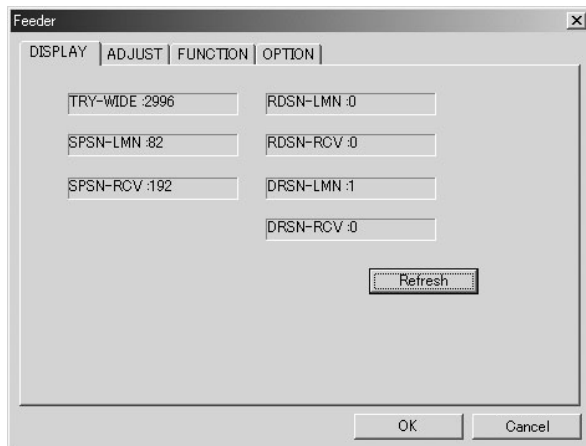 Feeder
DISPLAY ADJUST FUNCTION OPTION
TRY-WIDE :2996
RDSN-LMN :0
SPSN-LMN :82
RDSN-RCV :0
SPSN-RCV :192
DRSN-LMN :1
DRSN-RCV :0
Refresh
OK
Cancel